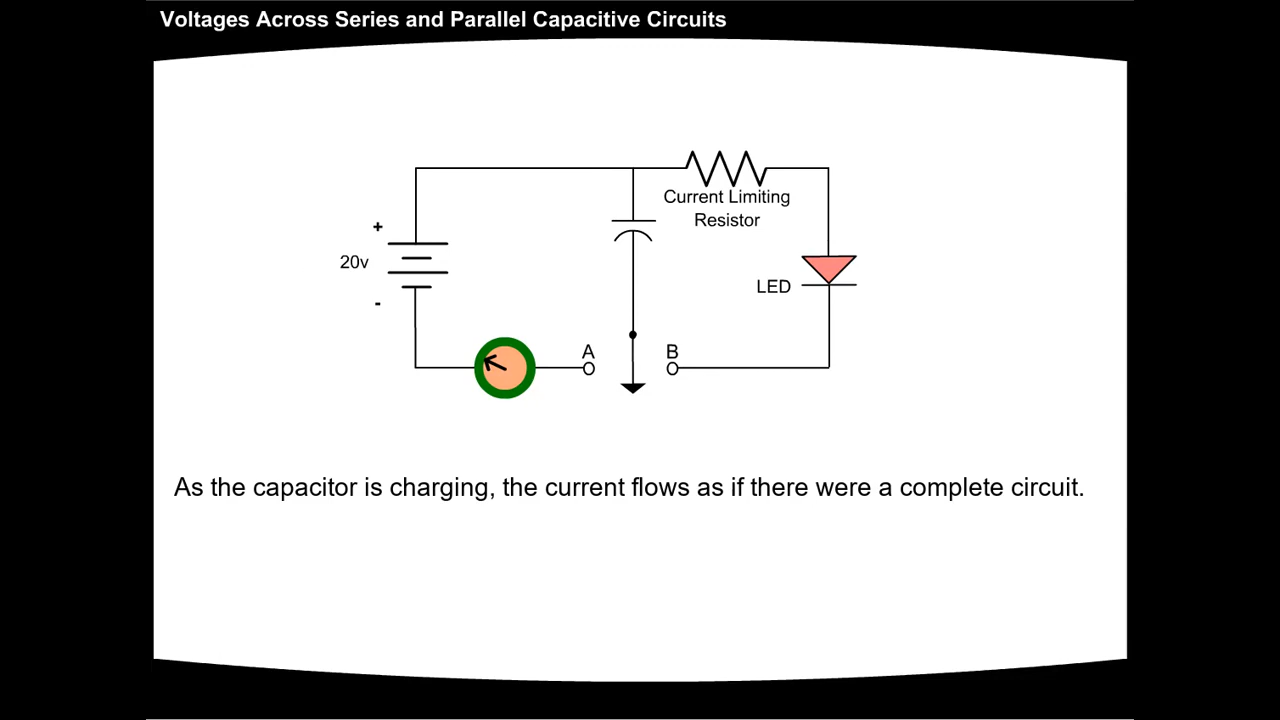 Voltages Across Series and Parallel Capacitive Circuits
Current Limiting
Resistor
+
20v
-
LED
A
B
As the capacitor is charging, the current flows as if there were a complete circuit.